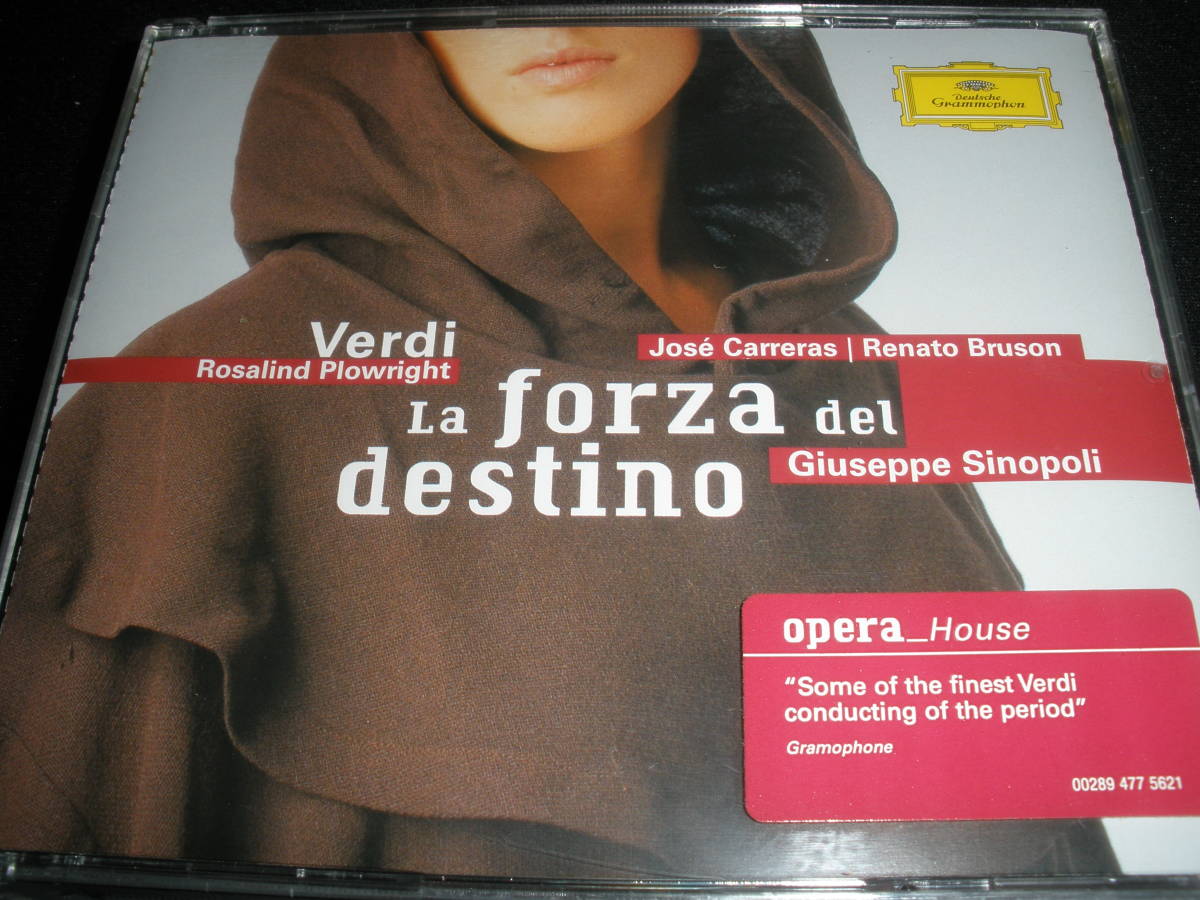 Deutsche
Grammophon
Verdi
Rosalind Plowright
José Carreras | Renato Bruson
La forza del
destino
Giuseppe Sinopoli
opera_House
“Some of the finest Verdi
conducting of the period”
Gramophone
00289 477 5621